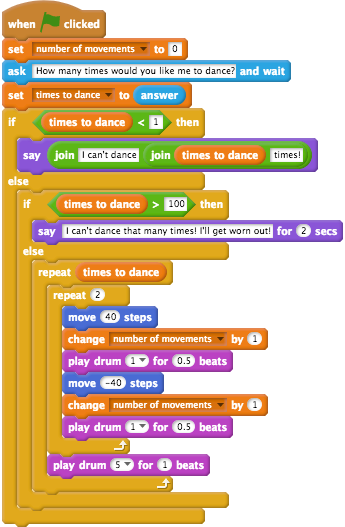 when clicked
set number of movements to 0
ask How many times would you like me to dance? and wait
set times to dance to answer
if times to dance < 1 then
say join I can't dance join times to dance times!
else
if times to dance > 100 then
say I can't dance that many times! I'll get worn out! for 2 secs
else
repeat times to dance
repeat 2
move 40 steps
change number of movements by 1
play drum 1 for 0.5 beats
move -40 steps
change number of movements by 1
play drum 1 for 0.5 beats
play drum 5 for 1 beats